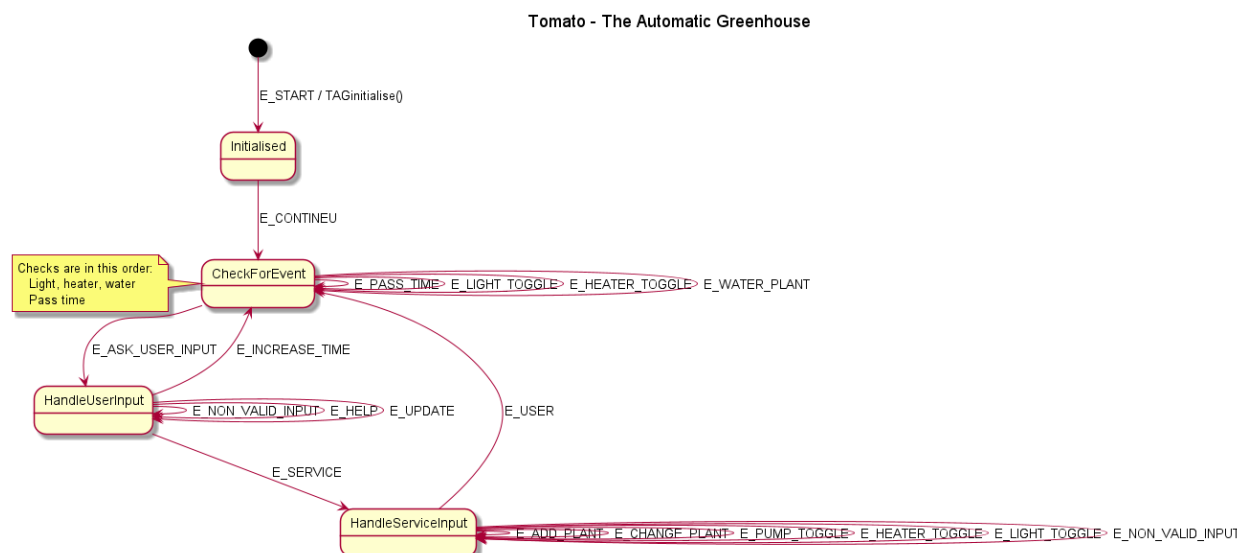 Tomato - The Automatic Greenhouse
E_START / TAGinitialise()
Initialised
E_CONTINEU
Checks are in this order:
Light, heater, water
Pass time
CheckForEvent
E_PASS_TIME E_LIGHT_TOGGLE E_HEATER_TOGGLE E_WATER_PLANT
E_ASK_USER_INPUT E_INCREASE_TIME
HandleUserInput
E_NON_VALID_INPUT E_HELP E_UPDATE
E_USER
E_SERVICE
HandleServiceInput
E_ADD_PLANT E_CHANGE_PLANT E_PUMP_TOGGLE E_HEATER_TOGGLE E_LIGHT_TOGGLE E_NON_VALID_INPUT